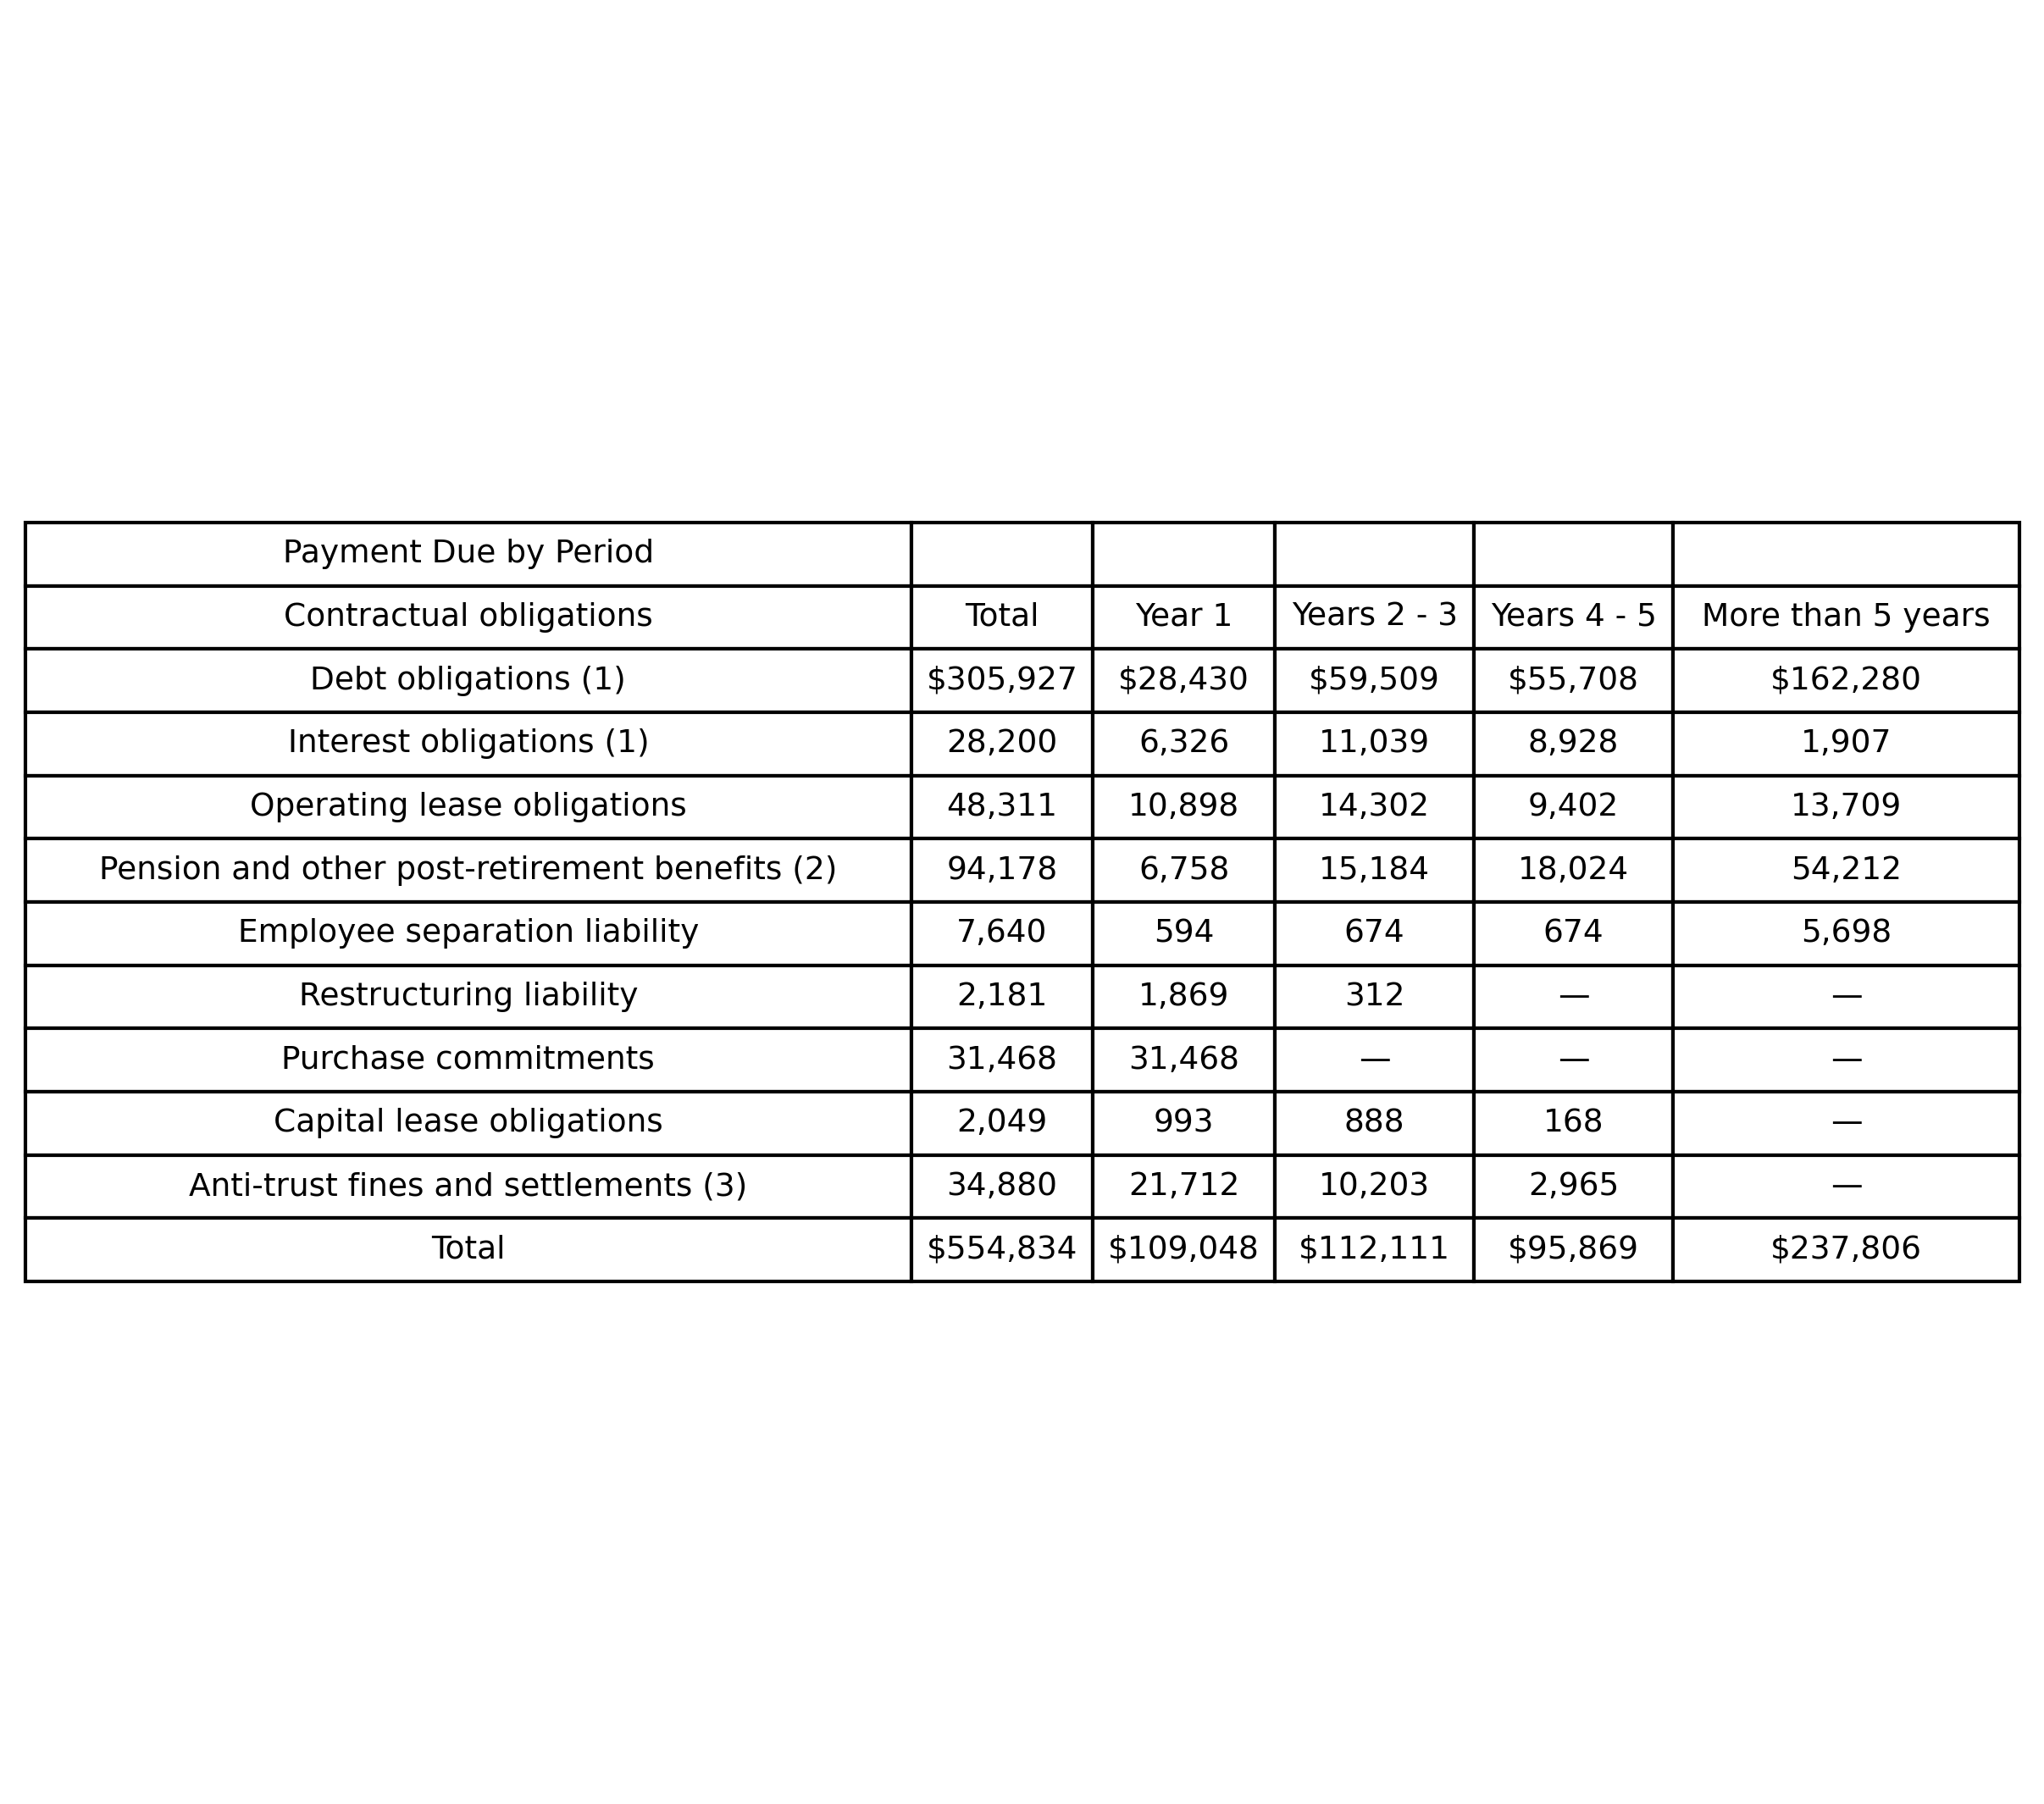 Payment Due by Period
Contractual obligations Total Year 1 Years 2 - 3 Years 4 - 5 More than 5 years
Debt obligations (1) $305,927 $28,430 $59,509 $55,708 $162,280
Interest obligations (1) 28,200 6,326 11,039 8,928 1,907
Operating lease obligations 48,311 10,898 14,302 9,402 13,709
Pension and other post-retirement benefits (2) 94,178 6,758 15,184 18,024 54,212
Employee separation liability 7,640 594 674 674 5,698
Restructuring liability 2,181 1,869 312 — —
Purchase commitments 31,468 31,468 — — —
Capital lease obligations 2,049 993 888 168 —
Anti-trust fines and settlements (3) 34,880 21,712 10,203 2,965 —
Total $554,834 $109,048 $112,111 $95,869 $237,806